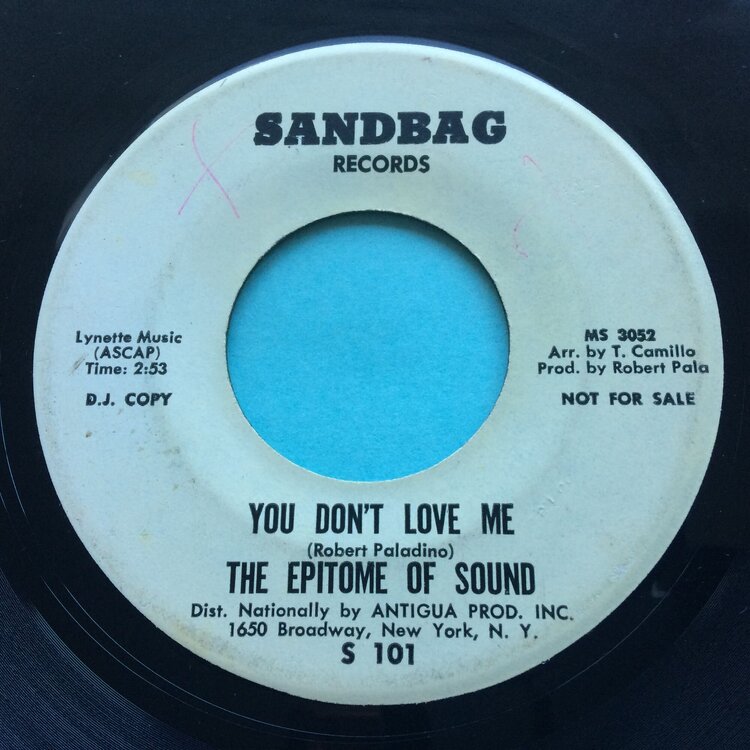 SANDBAG
RECORDS
Lynette Music
(ASCAP)
Time: 2:53
D.J. COPY
MS 3052
Arr. by T. Camillo
Prod. by Robert Pala
NOT FOR SALE
YOU DON'T LOVE ME
(Robert Paladino)
THE EPITOME OF SOUND
Dist. Nationally by ANTIGUA PROD. INC.
1650 Broadway, New York, N. Y.
S 101